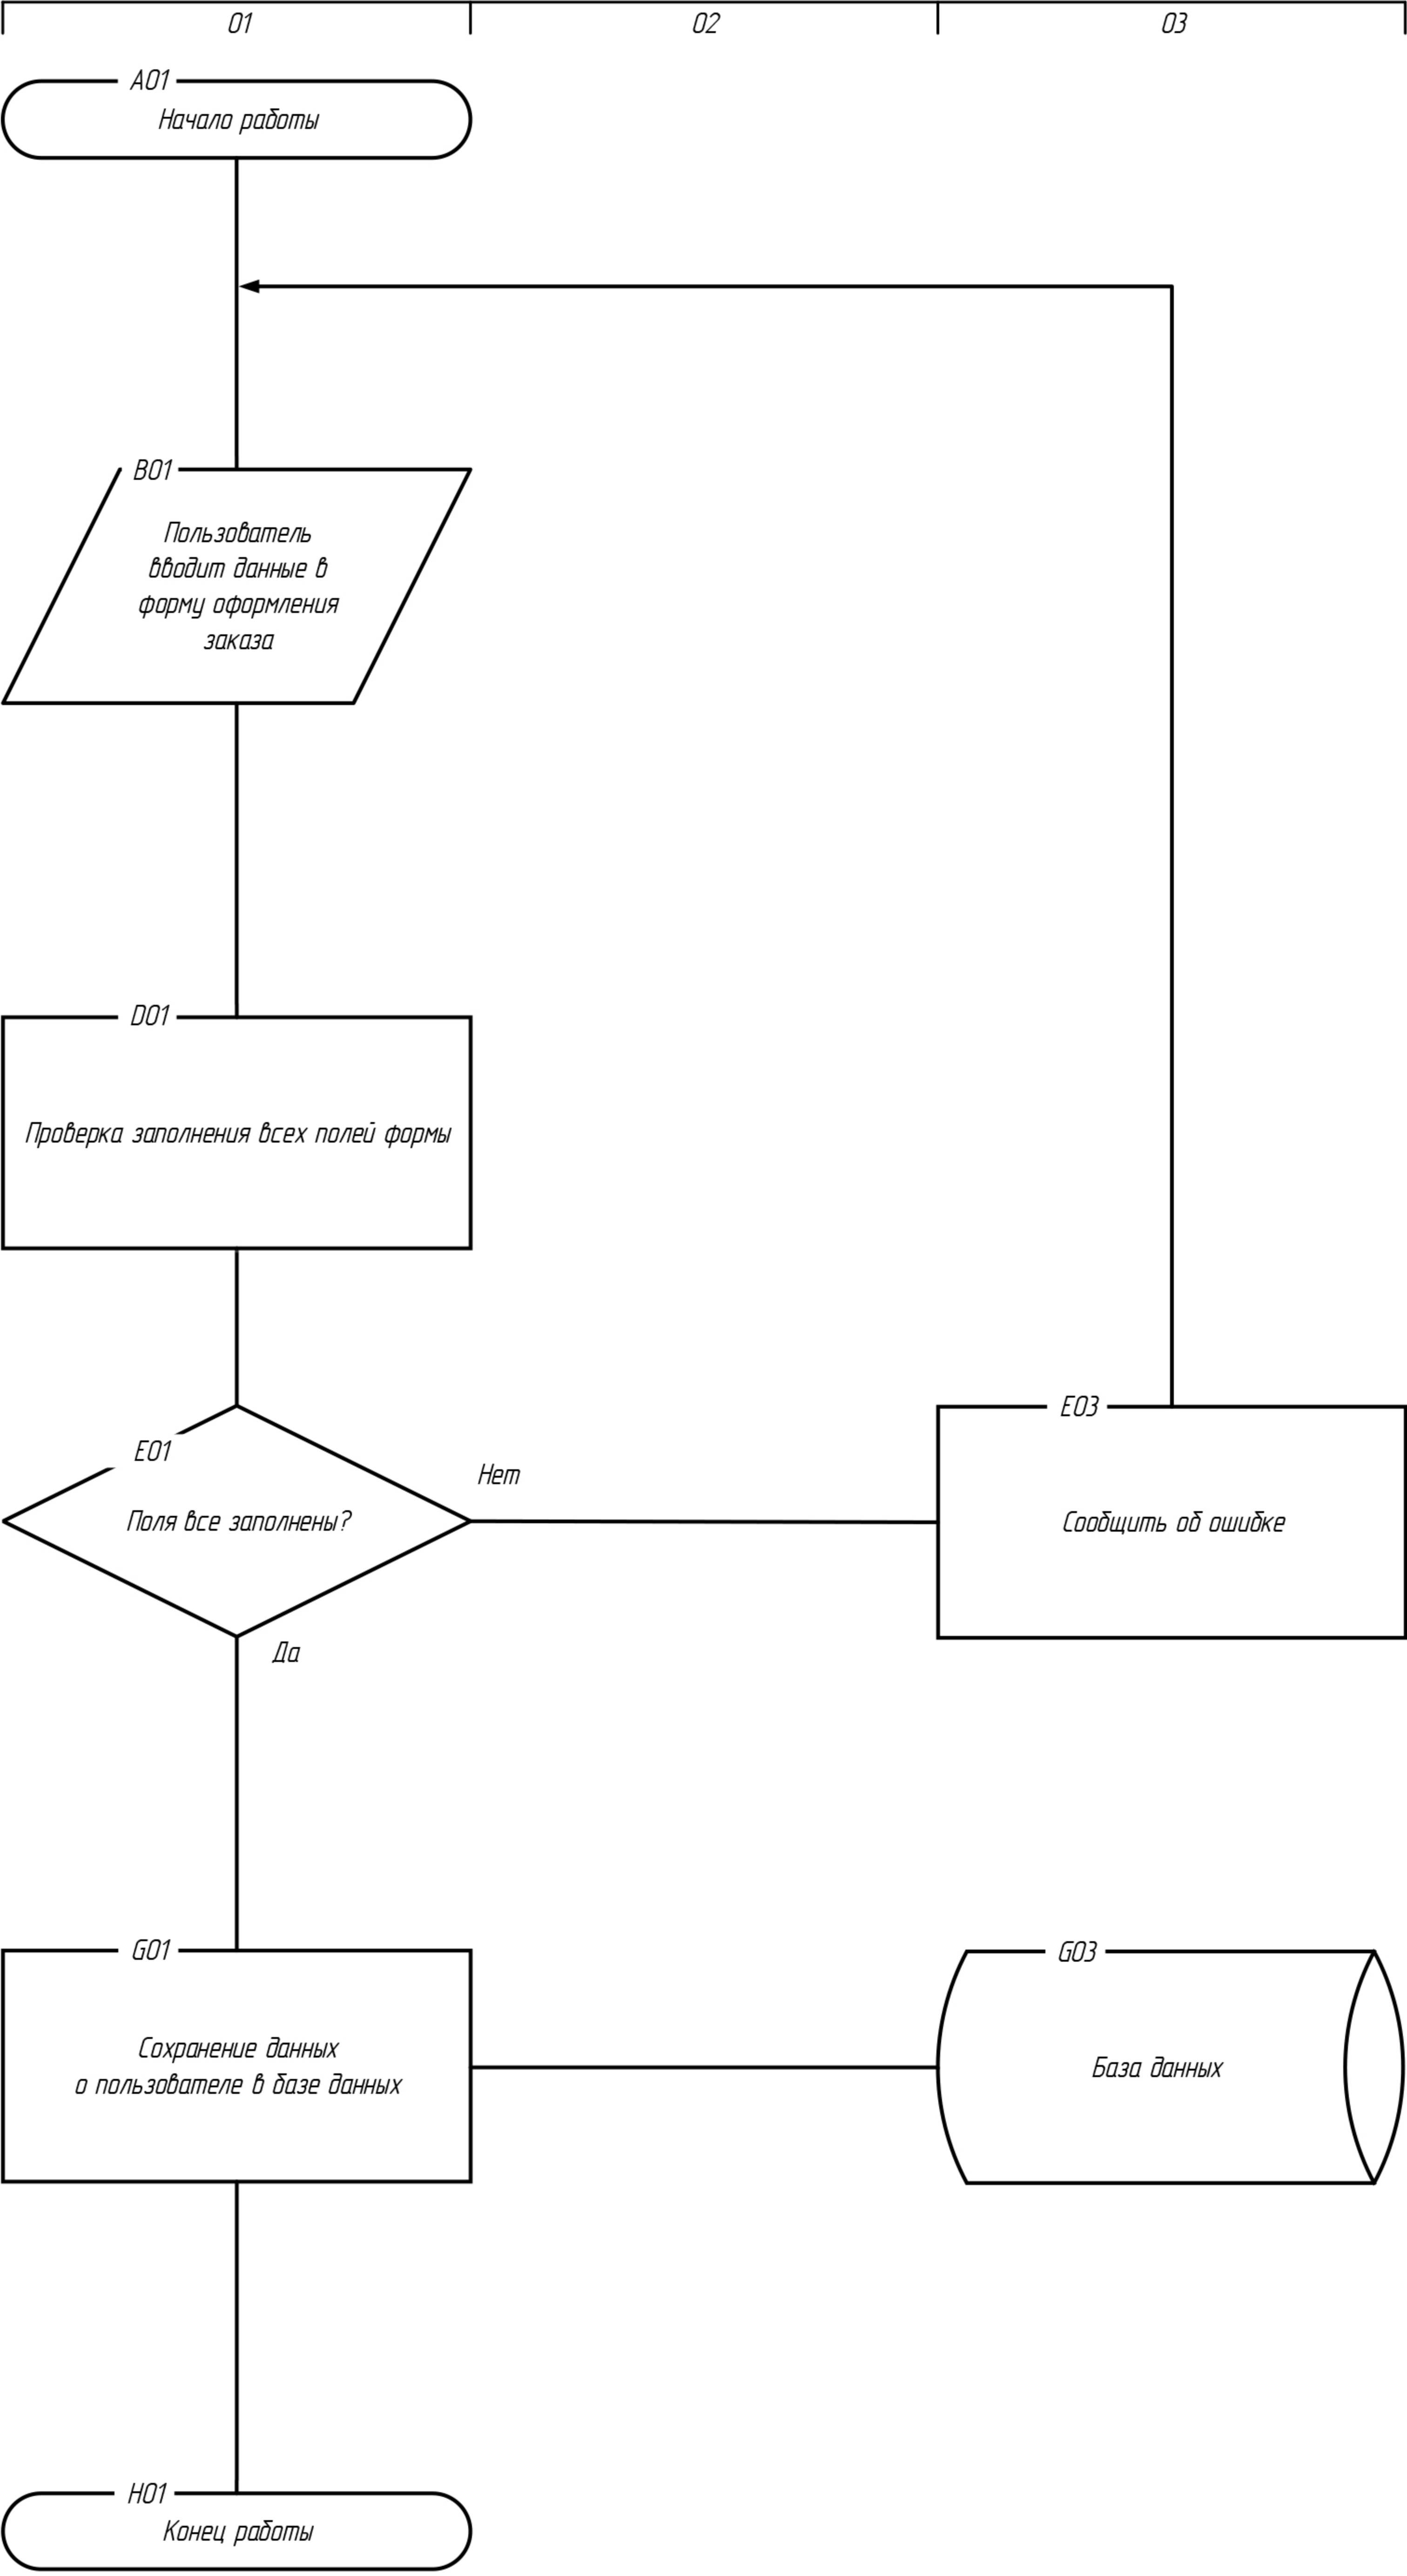 01
02
03
A01
Начало работы
B01
Пользователь
вводит данные в
форму оформления
заказа
D01
Проверка заполнения всех полей формы
E01
Поля все заполнены?
Нет
Да
E03
Сообщить об ошибке
G01
Сохранение данных
о пользователе в базе данных
G03
База данных
H01
Конец работы